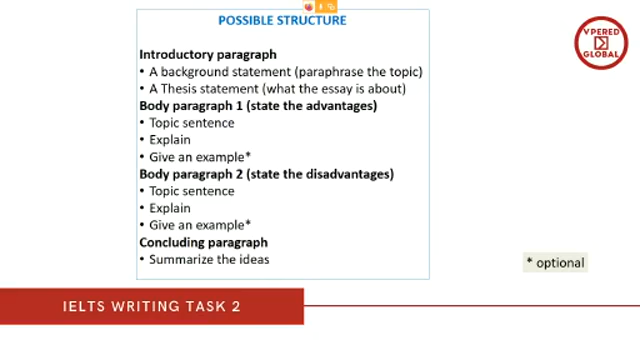 POSSIBLE STRUCTURE
VPERED
GLOBAL
Introductory paragraph
• A background statement (paraphrase the topic)
• A Thesis statement (what the essay is about)
Body paragraph 1 (state the advantages)
• Topic sentence
• Explain
• Give an example*
Body paragraph 2 (state the disadvantages)
• Topic sentence
• Explain
• Give an example*
Concluding paragraph
• Summarize the ideas
* optional
IELTS WRITING TASK 2